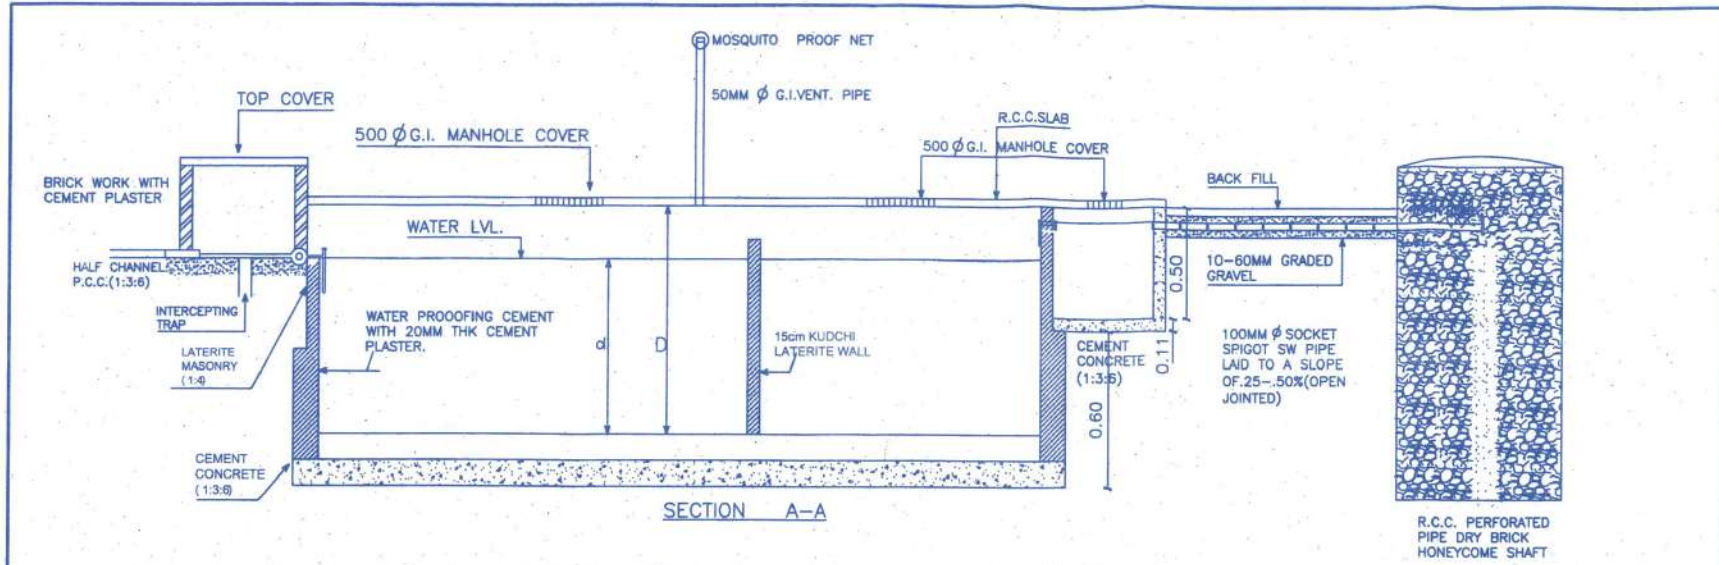 MOSQUITO PROOF NET
50MM Ø G.I.VENT. PIPE
TOP COVER
500 Ø G.I. MANHOLE COVER
R.C.C.SLAB
500 Ø G.I. MANHOLE COVER
BRICK WORK WITH
CEMENT PLASTER
BACK FILL
WATER LVL.
HALF CHANNEL
P.C.C.(1:3:6)
10-60MM GRADED
GRAVEL
0.50
INTERCEPTING
TRAP
WATER PROOOFING CEMENT
WITH 20MM THK CEMENT
PLASTER.
d
D
15cm KUDCHI
LATERITE WALL
LATERITE
MASONRY
(1:4)
CEMENT
CONCRETE
(1:3:6)
0.11
100MM Ø SOCKET
SPIGOT SW PIPE
LAID TO A SLOPE
OF.25-.50%(OPEN
JOINTED)
0.60
CEMENT
CONCRETE
(1:3:6)
SECTION A-A
R.C.C. PERFORATED
PIPE DRY BRICK
HONEYCOME SHAFT